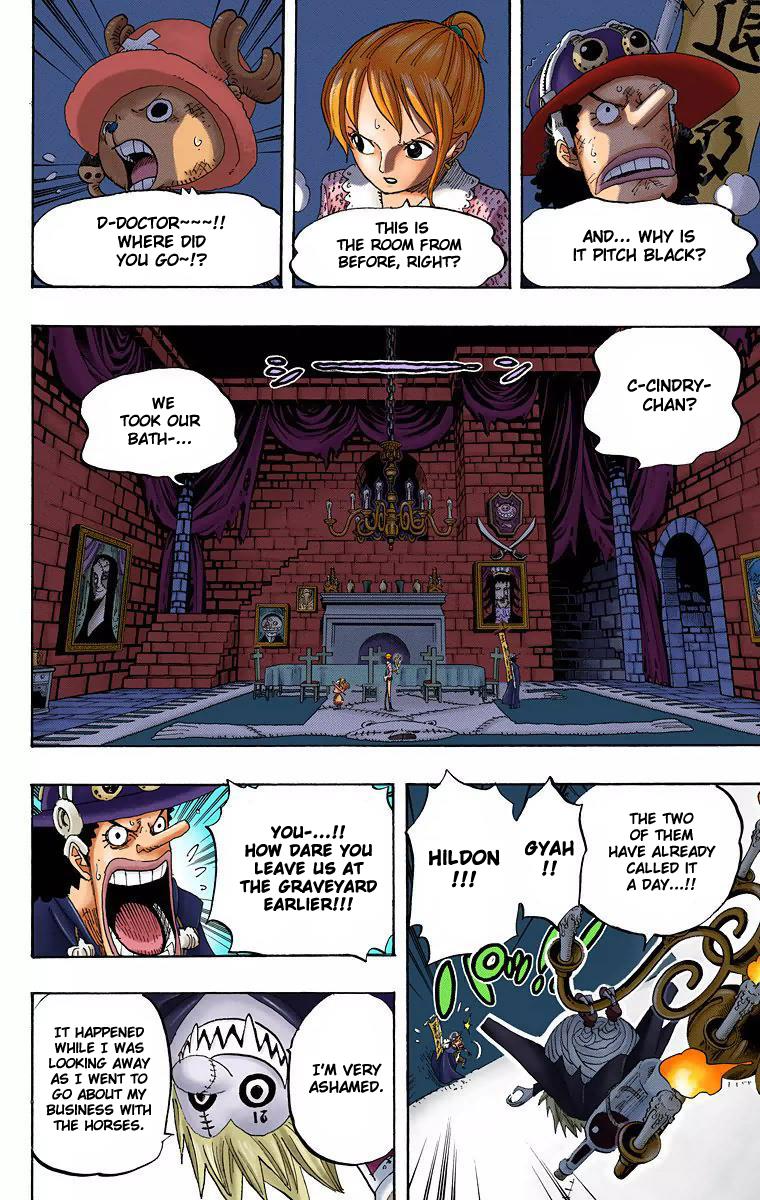 退
AND... WHY IS
IT PITCH BLACK?
THIS IS
THE ROOM FROM
BEFORE, RIGHT?
D-DOCTOR~~~!!
WHERE DID
YOU GO~!?
C-CINDRY-
CHAN?
WE
TOOK OUR
BATH-...
THE TWO
OF THEM
HAVE ALREADY
CALLED IT
A DAY...!!
パッ!!
GYAH
!!
HILDON
!!!
YOU-...!!
HOW DARE YOU
LEAVE US AT
THE GRAVEYARD
EARLIER!!!
I'M VERY
ASHAMED.
IT HAPPENED
WHILE I WAS
LOOKING AWAY
AS I WENT TO
GO ABOUT MY
BUSINESS WITH
THE HORSES.